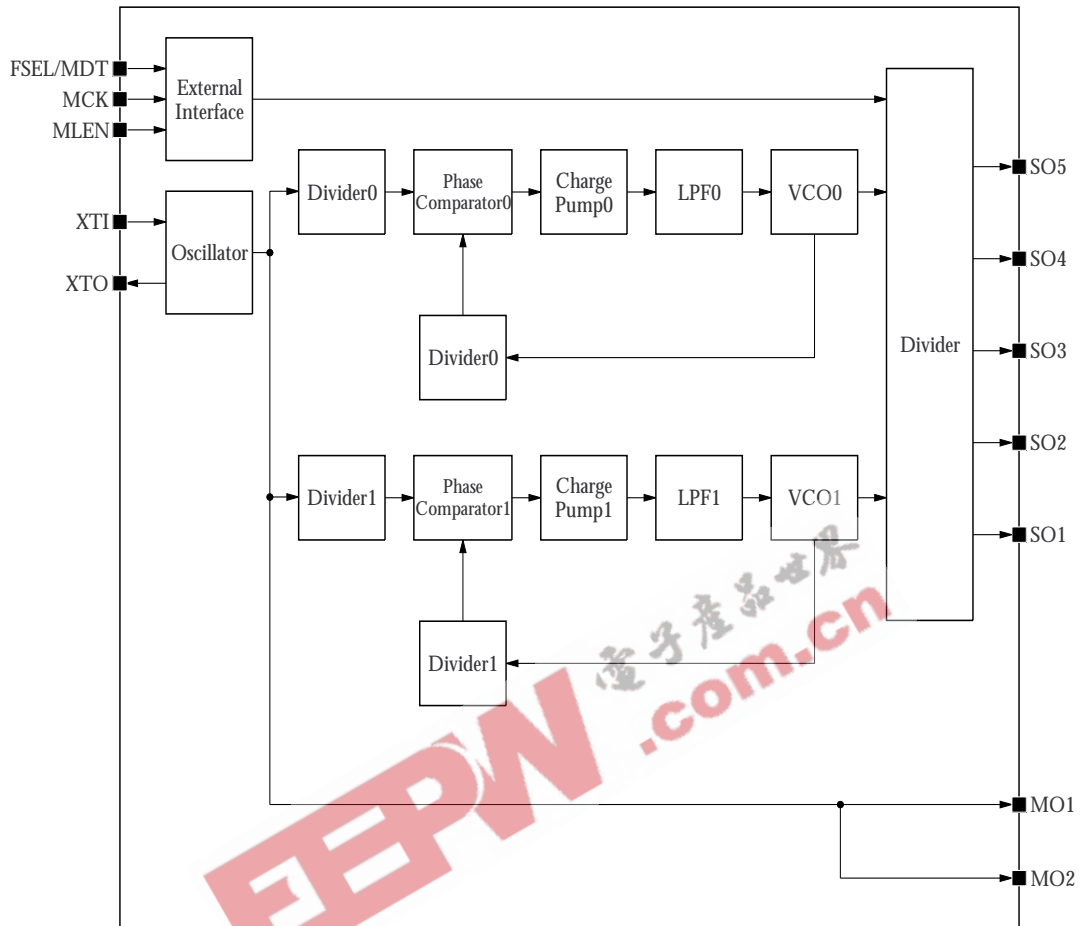 FSEL/MDT
MCK
MLEN
External
Interface
XTI
XTO
Oscillator
Divider0
Phase
Comparator0
Charge
Pump0
LPF0
VCO0
Divider0
Divider1
Phase
Comparator1
Charge
Pump1
LPF1
VCO1
Divider1
Divider
SO5
SO4
SO3
SO2
SO1
MO1
MO2
EEPW
電子產品世界
.com.cn